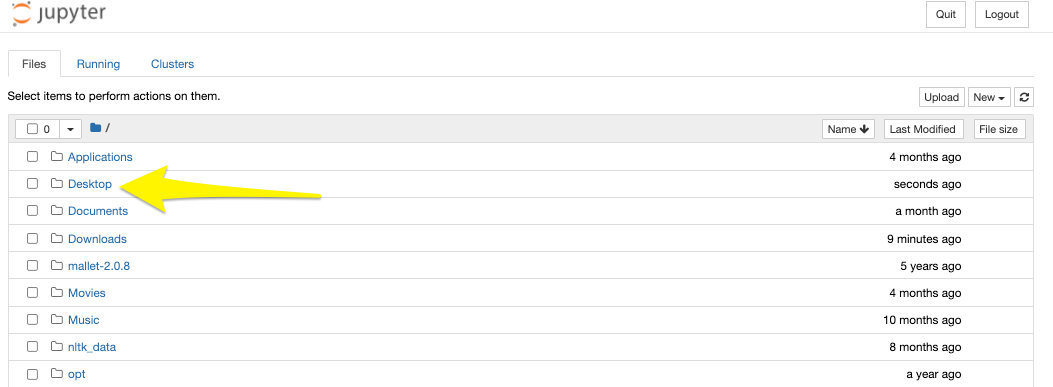 jupyter Quit Logout
Files Running Clusters
Select items to perform actions on them. Upload New
0 / Name Last Modified File size
Applications 4 months ago
Desktop seconds ago
Documents a month ago
Downloads 9 minutes ago
mallet-2.0.8 5 years ago
Movies 4 months ago
Music 10 months ago
nltk_data 8 months ago
opt a year ago